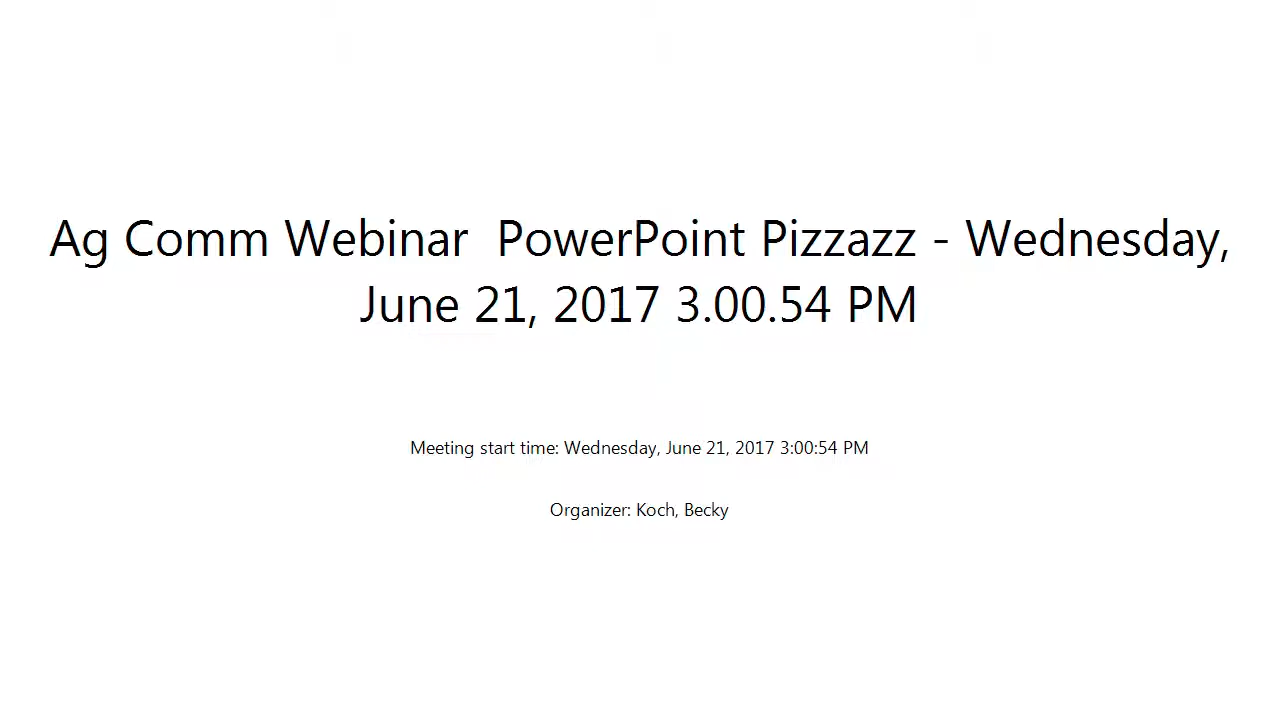 Ag Comm Webinar  PowerPoint Pizzazz - Wednesday,
June 21, 2017 3.00.54 PM
Meeting start time: Wednesday, June 21, 2017 3:00:54 PM
Organizer: Koch, Becky